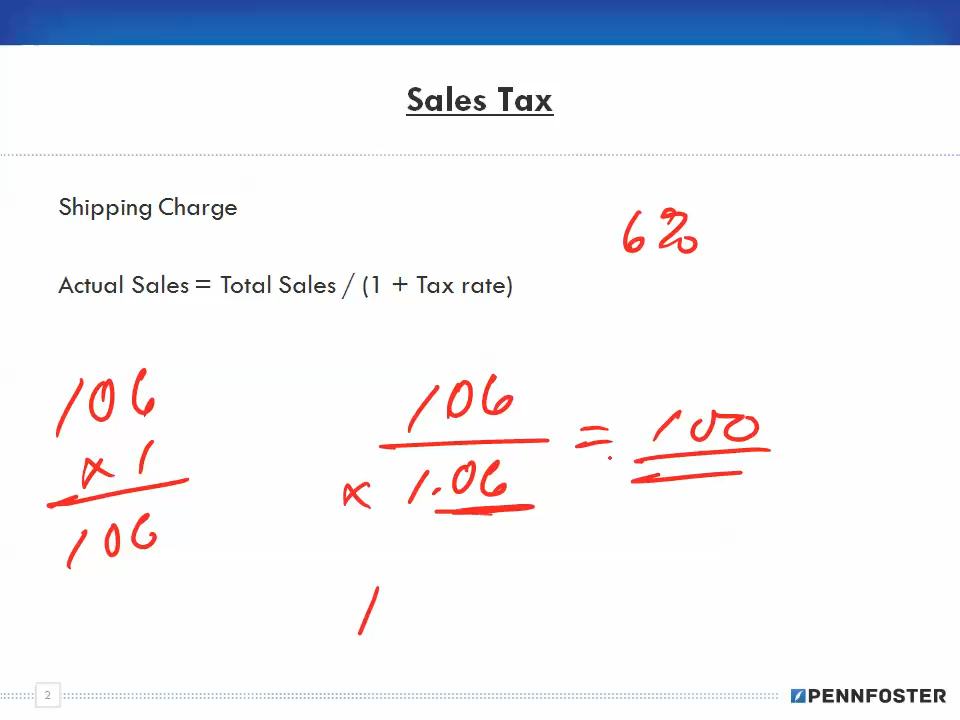 Sales Tax
Shipping Charge
6%
Actual Sales = Total Sales / (1 + Tax rate)
106
x 1
106
106
x 1.06
= 100
1
2
PENNFOSTER